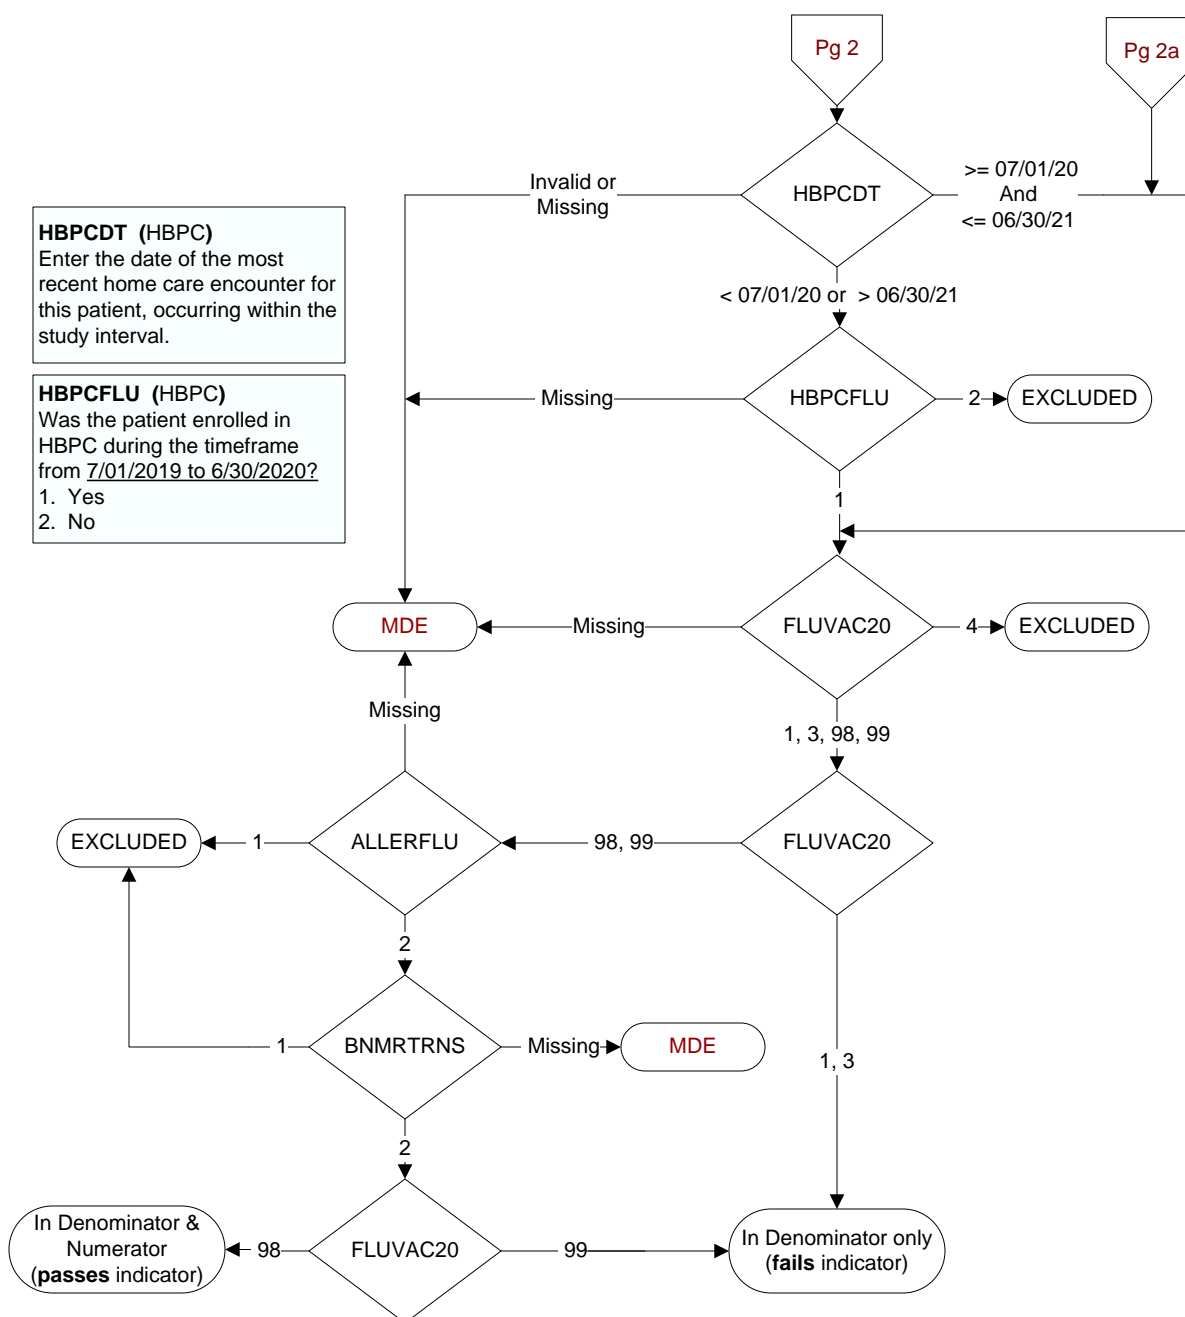 Pg 2
Pg 2a
Invalid or
Missing
HBPCDT
>= 07/01/20
And
<= 06/30/21
HBPCDT (HBPC)
Enter the date of the most
recent home care encounter for
this patient, occurring within the
study interval.
< 07/01/20 or > 06/30/21
HBPCFLU (HBPC)
Was the patient enrolled in
HBPC during the timeframe
from 7/01/2019 to 6/30/2020?
1. Yes
2. No
Missing
HBPCFLU
2
EXCLUDED
1
MDE
Missing
FLUVAC20
4
EXCLUDED
Missing
1, 3, 98, 99
EXCLUDED
1
ALLERFLU
98, 99
FLUVAC20
2
1
BNMRTRNS
Missing
MDE
1, 3
2
In Denominator &
Numerator
(passes indicator)
98
FLUVAC20
99
In Denominator only
(fails indicator)